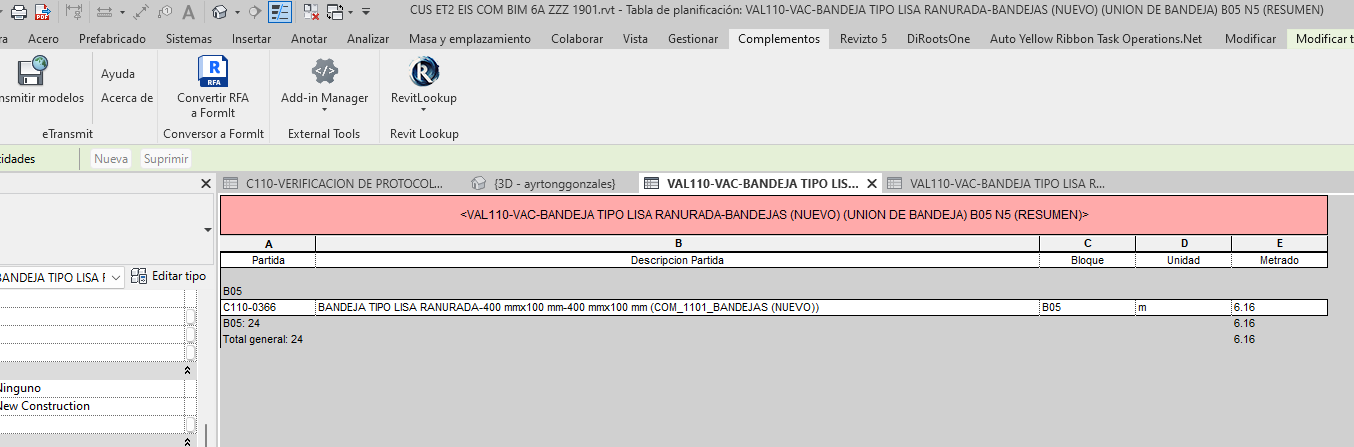 CUS ET2 EIS COM BIM 6A ZZZ 1901.rvt - Tabla de planificación: VAL110-VAC-BANDEJA TIPO LISA RANURADA-BANDEJAS (NUEVO) (UNION DE BANDEJA) B05 N5 (RESUMEN)
ra Acero Prefabricado Sistemas Insertar Anotar Analizar Masa y emplazamiento Colaborar Vista Gestionar Complementos Revizto 5 DiRootsOne Auto Yellow Ribbon Task Operations.Net Modificar Modificar t
nsmitir modelos
Ayuda
Acerca de
eTransmit
RFA
Convertir RFA
a FormIt
Conversor a FormIt
Add-in Manager
External Tools
RevitLookup
Revit Lookup
tidades Nueva Suprimir
C110-VERIFICACION DE PROTOCOL... {3D - ayrtonggonzales} VAL110-VAC-BANDEJA TIPO LIS... VAL110-VAC-BANDEJA TIPO LISA R...
<VAL110-VAC-BANDEJA TIPO LISA RANURADA-BANDEJAS (NUEVO) (UNION DE BANDEJA) B05 N5 (RESUMEN)>
A B C D E
Partida Descripcion Partida Bloque Unidad Metrado
BANDEJA TIPO LISA R Editar tipo
B05
C110-0366 BANDEJA TIPO LISA RANURADA-400 mmx100 mm-400 mmx100 mm (COM_1101_BANDEJAS (NUEVO)) B05 m 6.16
B05: 24 6.16
Total general: 24 6.16
Ninguno
New Construction